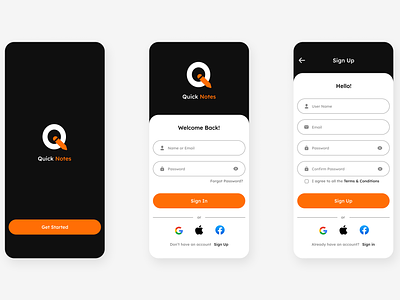 Quick Notes
Get Started
Quick Notes
Welcome Back!
Name or Email
Password
Forgot Password?
Sign In
or
Don't have an account Sign Up
Sign Up
Hello!
User Name
Email
Password
Confirm Password
I agree to all the Terms & Conditions
Sign Up
or
Already have an account? Sign in